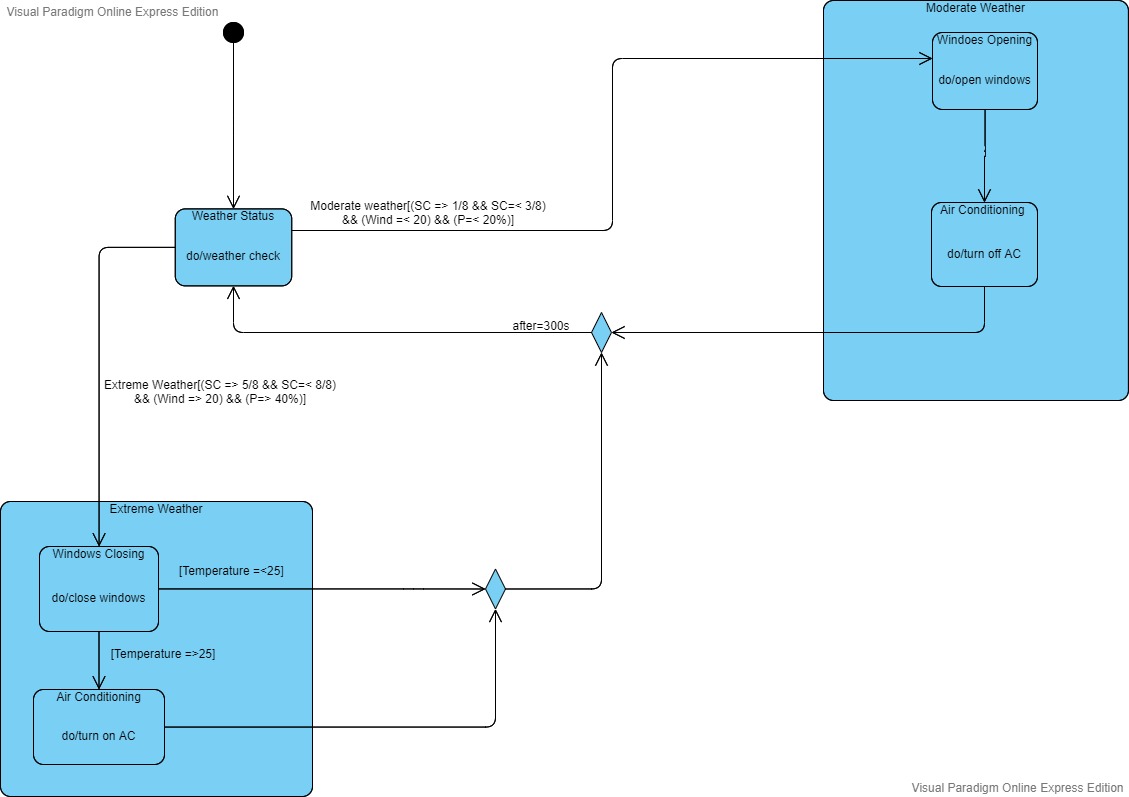 Visual Paradigm Online Express Edition
Moderate Weather
Windoes Opening
do/open windows
Weather Status
do/weather check
Moderate weather[(SC => 1/8 && SC=< 3/8)
&& (Wind =< 20) && (P=< 20%)]
Air Conditioning
do/turn off AC
after=300s
Extreme Weather[(SC => 5/8 && SC=< 8/8)
&& (Wind => 20) && (P=> 40%)]
Extreme Weather
Windows Closing
do/close windows
[Temperature =<25]
[Temperature =>25]
Air Conditioning
do/turn on AC
Visual Paradigm Online Express Edition